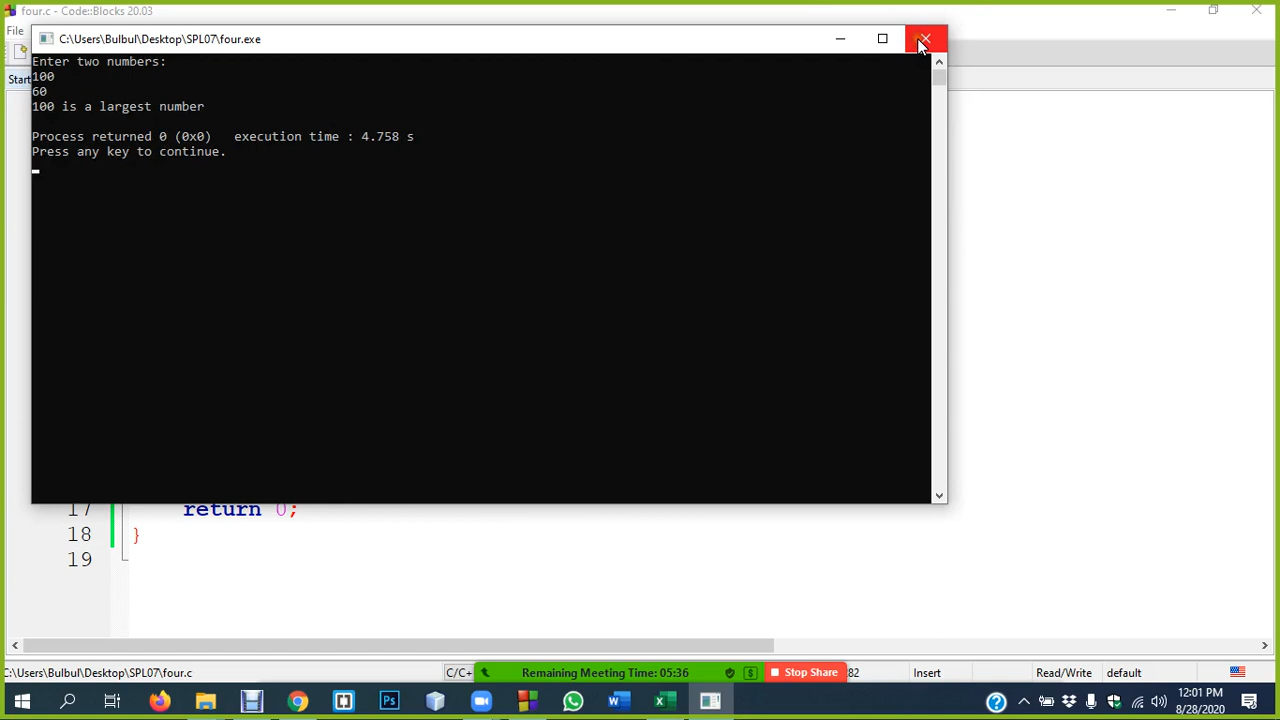 four.c - Code::Blocks 20.03
File
C:\Users\Bulbul\Desktop\SPL07\four.exe
Start
Enter two numbers:
100
60
100 is a largest number
Process returned 0 (0x0)   execution time : 4.758 s
Press any key to continue.
17 return 0;
18 }
19
C:\Users\Bulbul\Desktop\SPL07\four.c C/C+ Remaining Meeting Time: 05:36 Stop Share 82 Insert Read/Write default
12:01 PM
8/28/2020